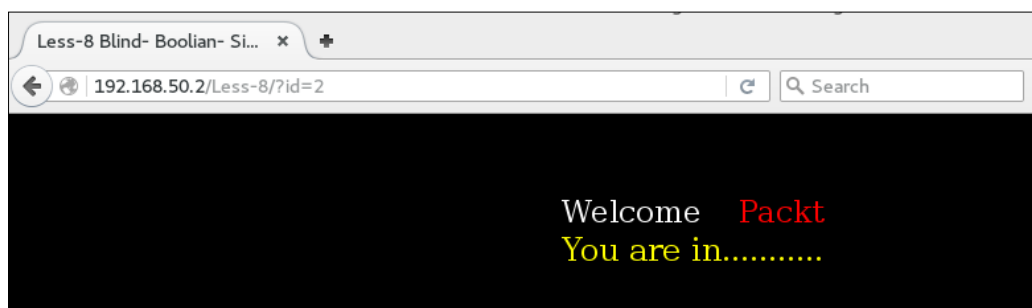 Less-8 Blind- Boolian- Si...
192.168.50.2/Less-8/?id=2
Search
Welcome Packt
You are in...........